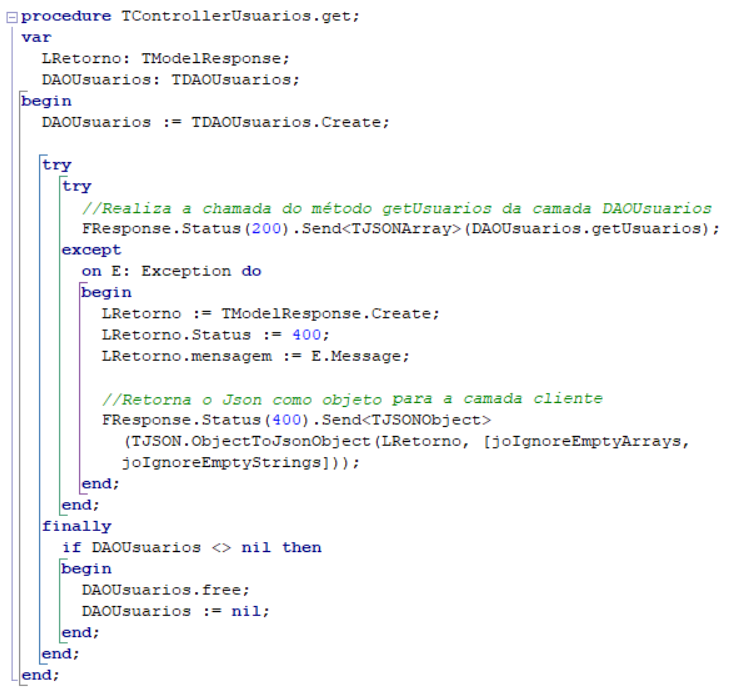 procedure TControllerUsuarios.get;
var
  LRetorno: TModelResponse;
  DAOUsuarios: TDAOUsuarios;
begin
  DAOUsuarios := TDAOUsuarios.Create;

  try
    try
      //Realiza a chamada do método getUsuarios da camada DAOUsuarios
      FResponse.Status(200).Send<TJSONArray>(DAOUsuarios.getUsuarios);
    except
      on E: Exception do
      begin
        LRetorno := TModelResponse.Create;
        LRetorno.Status := 400;
        LRetorno.mensagem := E.Message;

        //Retorna o Json como objeto para a camada cliente
        FResponse.Status(400).Send<TJSONObject>
          (TJSON.ObjectToJsonObject(LRetorno, [joIgnoreEmptyArrays,
          joIgnoreEmptyStrings]));
      end;
    end;
  finally
    if DAOUsuarios <> nil then
    begin
      DAOUsuarios.free;
      DAOUsuarios := nil;
    end;
  end;
end;